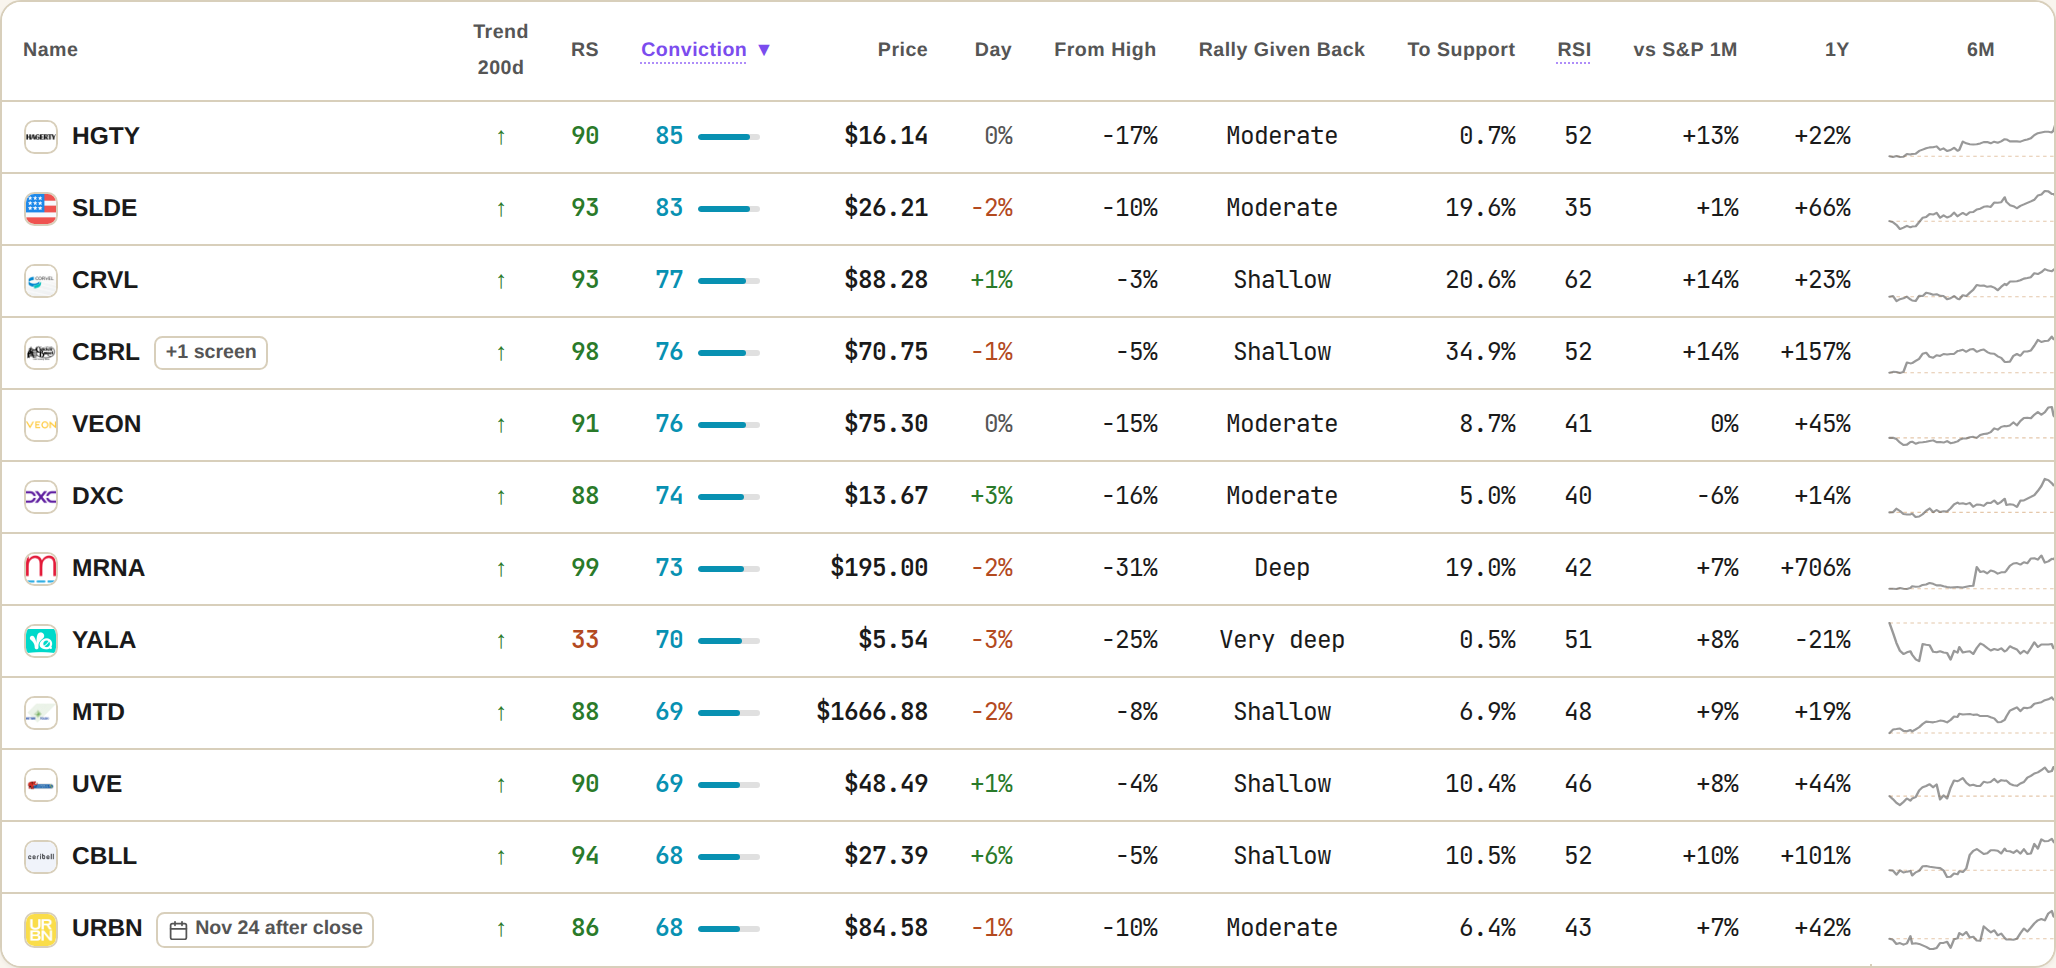 Name Trend 200d RS Conviction ▼ Price Day From High Rally Given Back To Support RSI vs S&P 1M 1Y 6M
HAGERTY HGTY ↑ 90 85 $16.14 0% -17% Moderate 0.7% 52 +13% +22%
SLDE ↑ 93 83 $26.21 -2% -10% Moderate 19.6% 35 +1% +66%
CORVEL CRVL ↑ 93 77 $88.28 +1% -3% Shallow 20.6% 62 +14% +23%
CBRL +1 screen ↑ 98 76 $70.75 -1% -5% Shallow 34.9% 52 +14% +157%
VEON VEON ↑ 91 76 $75.30 0% -15% Moderate 8.7% 41 0% +45%
DXC DXC ↑ 88 74 $13.67 +3% -16% Moderate 5.0% 40 -6% +14%
m MRNA ↑ 99 73 $195.00 -2% -31% Deep 19.0% 42 +7% +706%
YALA ↑ 33 70 $5.54 -3% -25% Very deep 0.5% 51 +8% -21%
MTD ↑ 88 69 $1666.88 -2% -8% Shallow 6.9% 48 +9% +19%
UVE ↑ 90 69 $48.49 +1% -4% Shallow 10.4% 46 +8% +44%
ceribell CBLL ↑ 94 68 $27.39 +6% -5% Shallow 10.5% 52 +10% +101%
URBN URBN Nov 24 after close ↑ 86 68 $84.58 -1% -10% Moderate 6.4% 43 +7% +42%